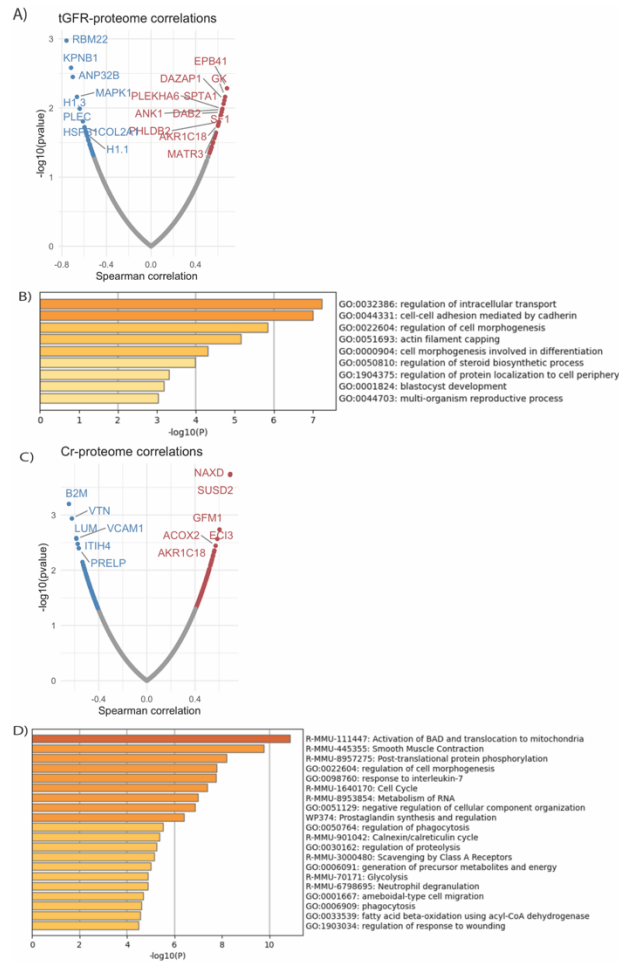 A)
tGFR-proteome correlations
3
RBM22
KPNB1
ANP32B
EPB41
DAZAP1 GK
MAPK1
PLEKHA6 SPTA1
H1.3
2
ANK1 DAB2
PLEC
PHLDB2 SF1
HSPB1 COL2A1
AKR1C18
H1.1
MATR3
1
0
-log10(pvalue)
-0.8 -0.4 0.0 0.4
Spearman correlation
B)
GO:0032386: regulation of intracellular transport
GO:0044331: cell-cell adhesion mediated by cadherin
GO:0022604: regulation of cell morphogenesis
GO:0051693: actin filament capping
GO:0000904: cell morphogenesis involved in differentiation
GO:0050810: regulation of steroid biosynthetic process
GO:1904375: regulation of protein localization to cell periphery
GO:0001824: blastocyst development
GO:0044703: multi-organism reproductive process
0 1 2 3 4 5 6 7
-log10(P)
C)
Cr-proteome correlations
NAXD
B2M
SUSD2
3
VTN
GFM1
LUM VCAM1
ACOX2 ECI3
ITIH4
AKR1C18
PRELP
2
1
0
-log10(pvalue)
-0.4 0.0 0.4
Spearman correlation
D)
R-MMU-111447: Activation of BAD and translocation to mitochondria
R-MMU-445355: Smooth Muscle Contraction
R-MMU-8957275: Post-translational protein phosphorylation
GO:0022604: regulation of cell morphogenesis
GO:0098760: response to interleukin-7
R-MMU-1640170: Cell Cycle
R-MMU-8953854: Metabolism of RNA
GO:0051129: negative regulation of cellular component organization
WP374: Prostaglandin synthesis and regulation
GO:0050764: regulation of phagocytosis
R-MMU-901042: Calnexin/calreticulin cycle
GO:0030162: regulation of proteolysis
R-MMU-3000480: Scavenging by Class A Receptors
GO:0006091: generation of precursor metabolites and energy
R-MMU-70171: Glycolysis
R-MMU-6798695: Neutrophil degranulation
GO:0001667: ameboidal-type cell migration
GO:0006909: phagocytosis
GO:0033539: fatty acid beta-oxidation using acyl-CoA dehydrogenase
GO:1903034: regulation of response to wounding
0 2 4 6 8 10
-log10(P)